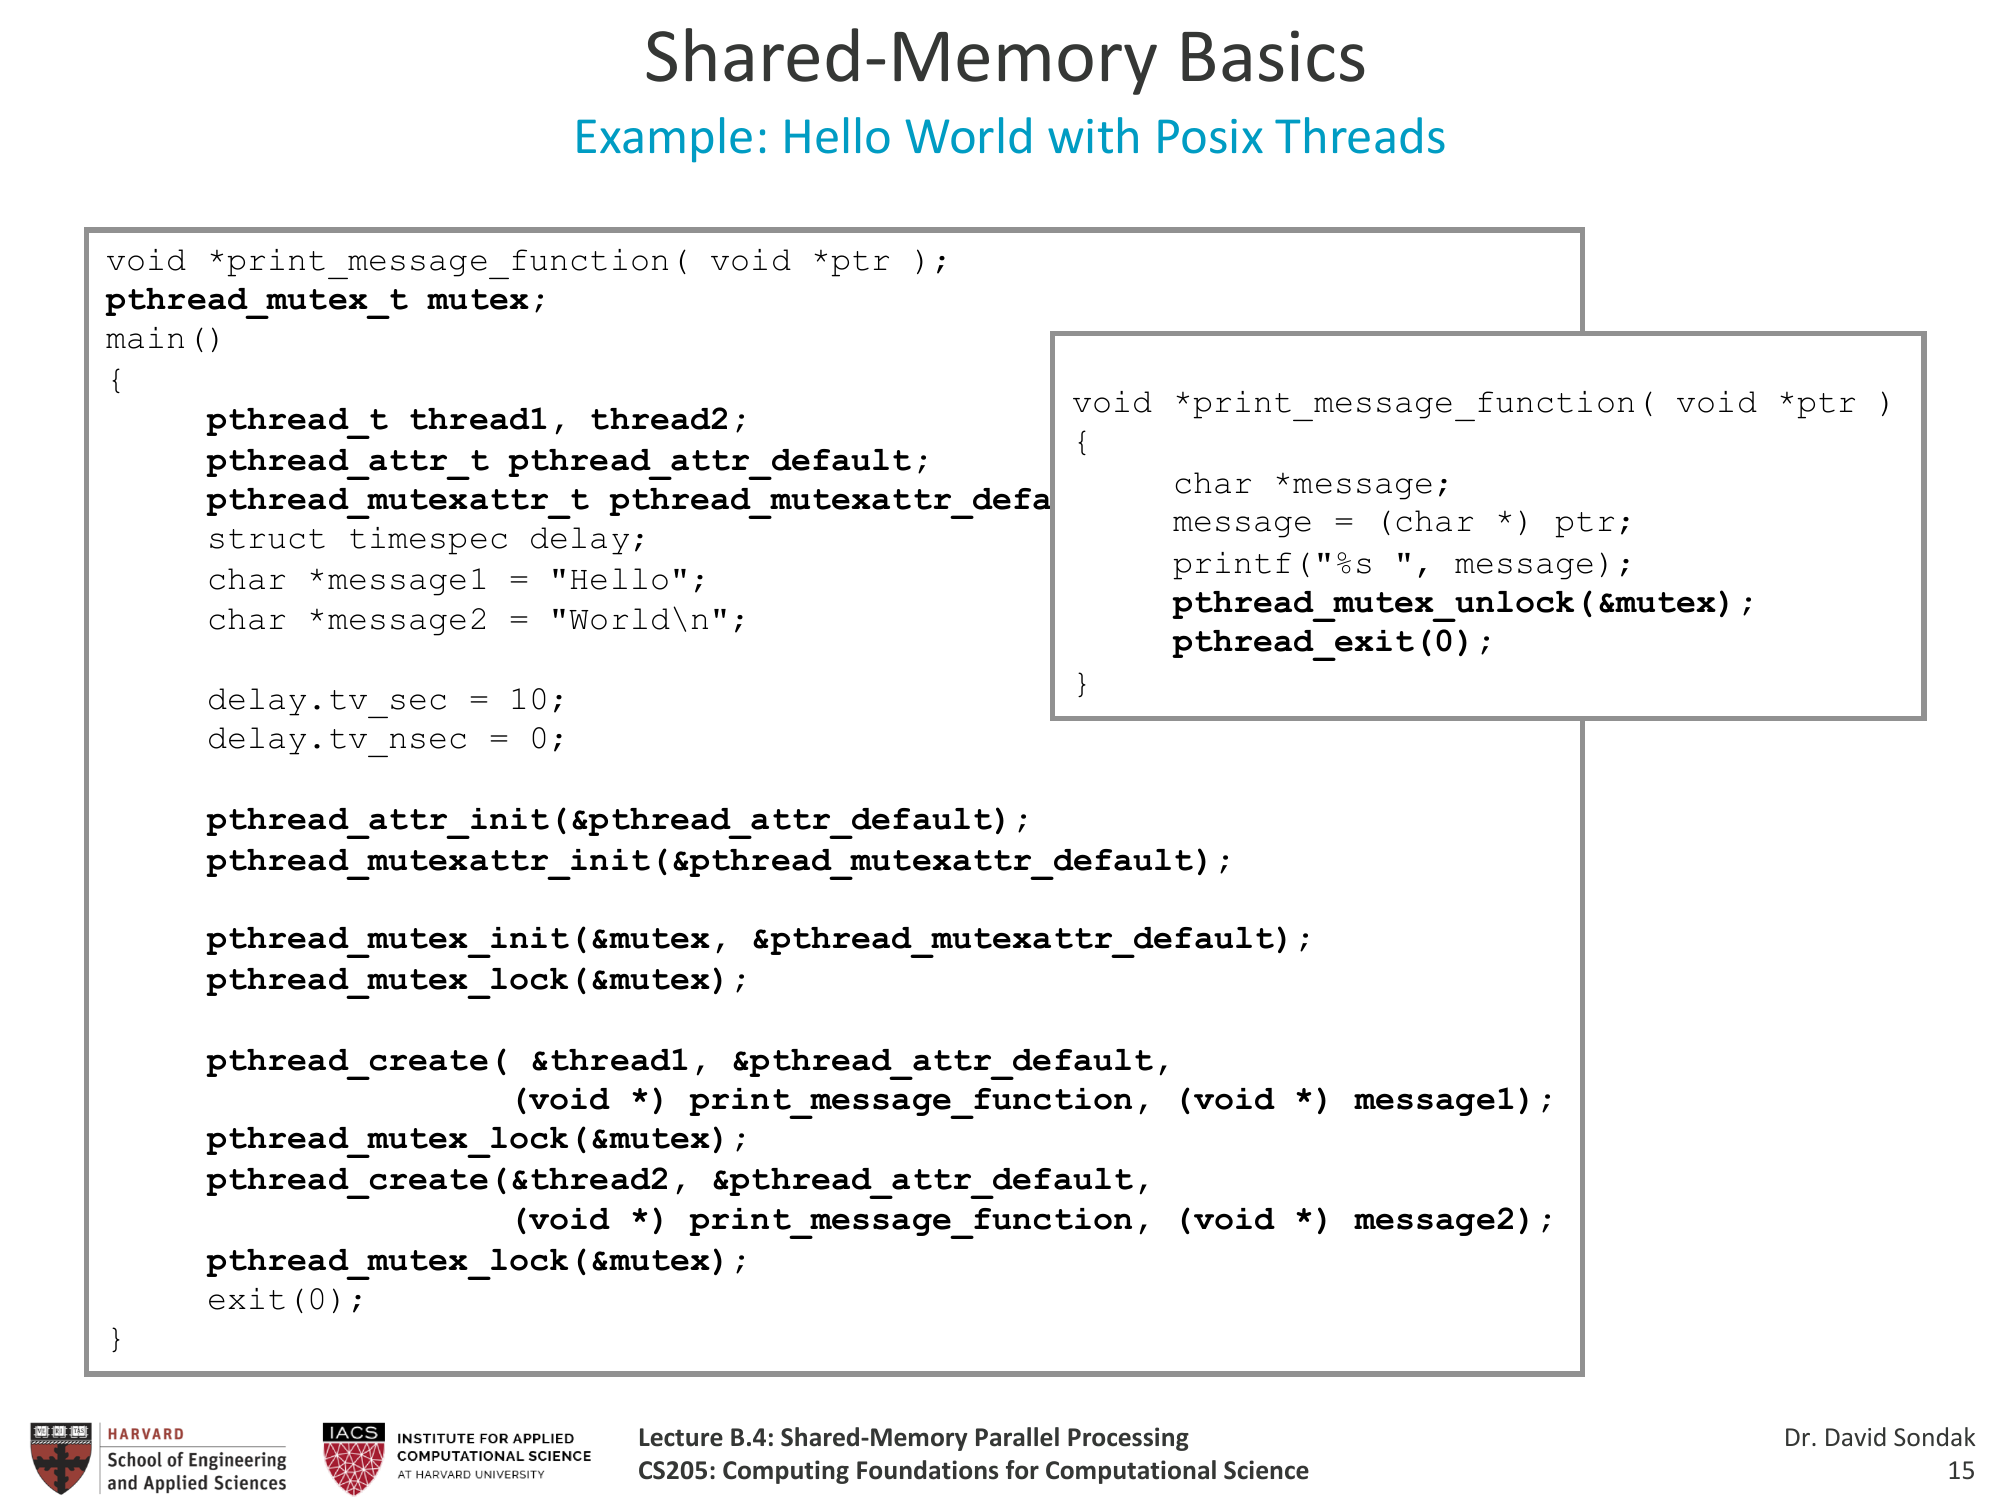 Shared-Memory Basics
Example: Hello World with Posix Threads
void *print_message_function( void *ptr );
pthread_mutex_t mutex;
main()
{
     pthread_t thread1, thread2;
     pthread_attr_t pthread_attr_default;
     pthread_mutexattr_t pthread_mutexattr_defa
     struct timespec delay;
     char *message1 = "Hello";
     char *message2 = "World\n";
     delay.tv_sec = 10;
     delay.tv_nsec = 0;
     pthread_attr_init(&pthread_attr_default);
     pthread_mutexattr_init(&pthread_mutexattr_default);
     pthread_mutex_init(&mutex, &pthread_mutexattr_default);
     pthread_mutex_lock(&mutex);
     pthread_create( &thread1, &pthread_attr_default,
                    (void *) print_message_function, (void *) message1);
     pthread_mutex_lock(&mutex);
     pthread_create(&thread2, &pthread_attr_default,
                    (void *) print_message_function, (void *) message2);
     pthread_mutex_lock(&mutex);
     exit(0);
}
void *print_message_function( void *ptr )
{
     char *message;
     message = (char *) ptr;
     printf("%s ", message);
     pthread_mutex_unlock(&mutex);
     pthread_exit(0);
}
HARVARD
School of Engineering
and Applied Sciences
IACS
INSTITUTE FOR APPLIED
COMPUTATIONAL SCIENCE
AT HARVARD UNIVERSITY
Lecture B.4: Shared-Memory Parallel Processing
CS205: Computing Foundations for Computational Science
Dr. David Sondak
15